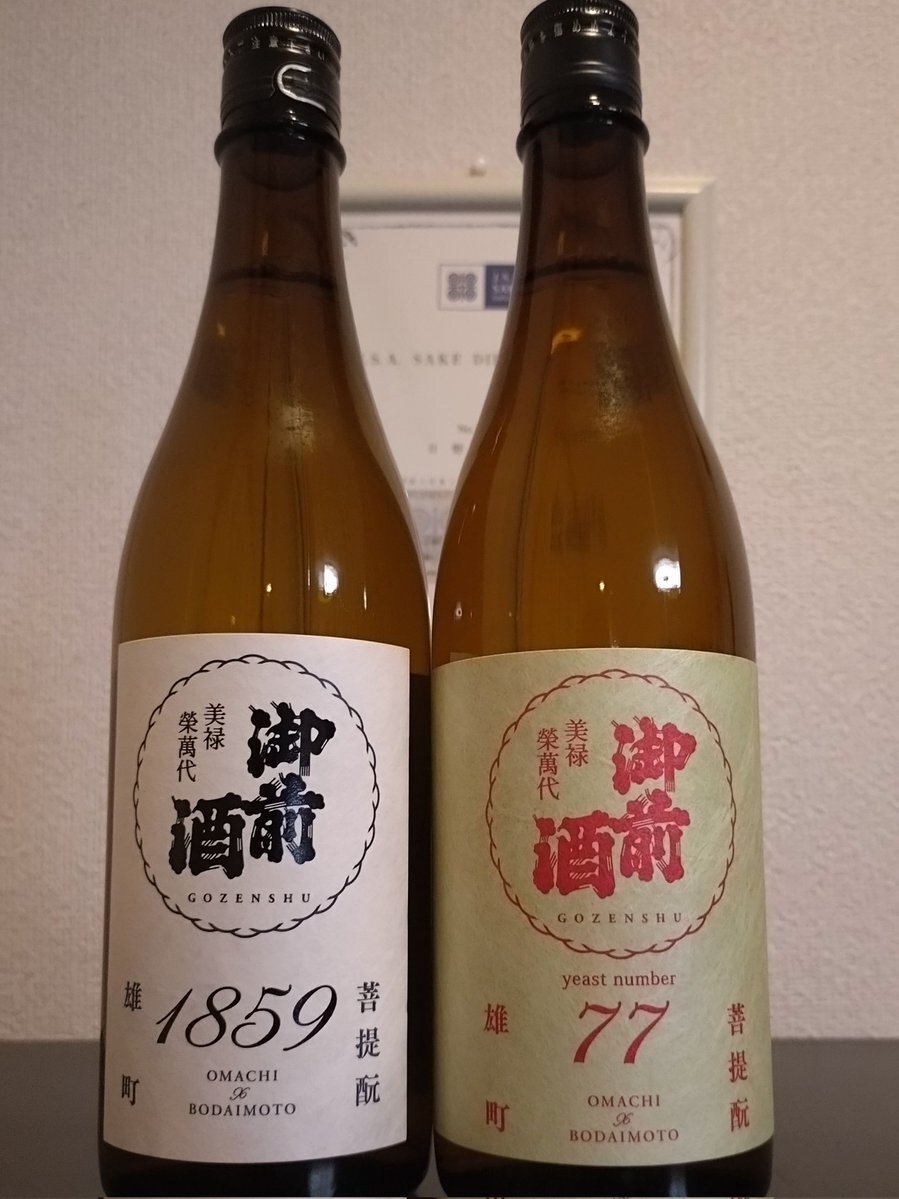 S.A. SAKE DI
No.
美禄
榮萬代
御前
酒
GOZENSHU
雄町
1859
菩提酛
OMACHI
×
BODAIMOTO
美禄
榮萬代
御前
酒
GOZENSHU
yeast number
雄町
77
菩提酛
OMACHI
×
BODAIMOTO